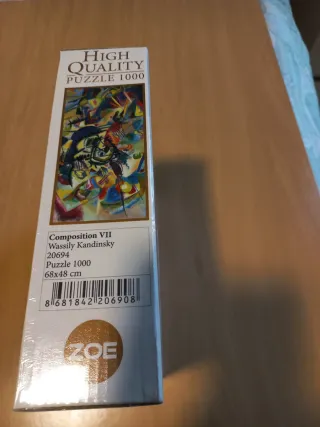 HIGH
QUALITY
PUZZLE 1000
Composition VII
Wassily Kandinsky
20694
Puzzle 1000
68x48 cm
8 681842 206908
ZOE